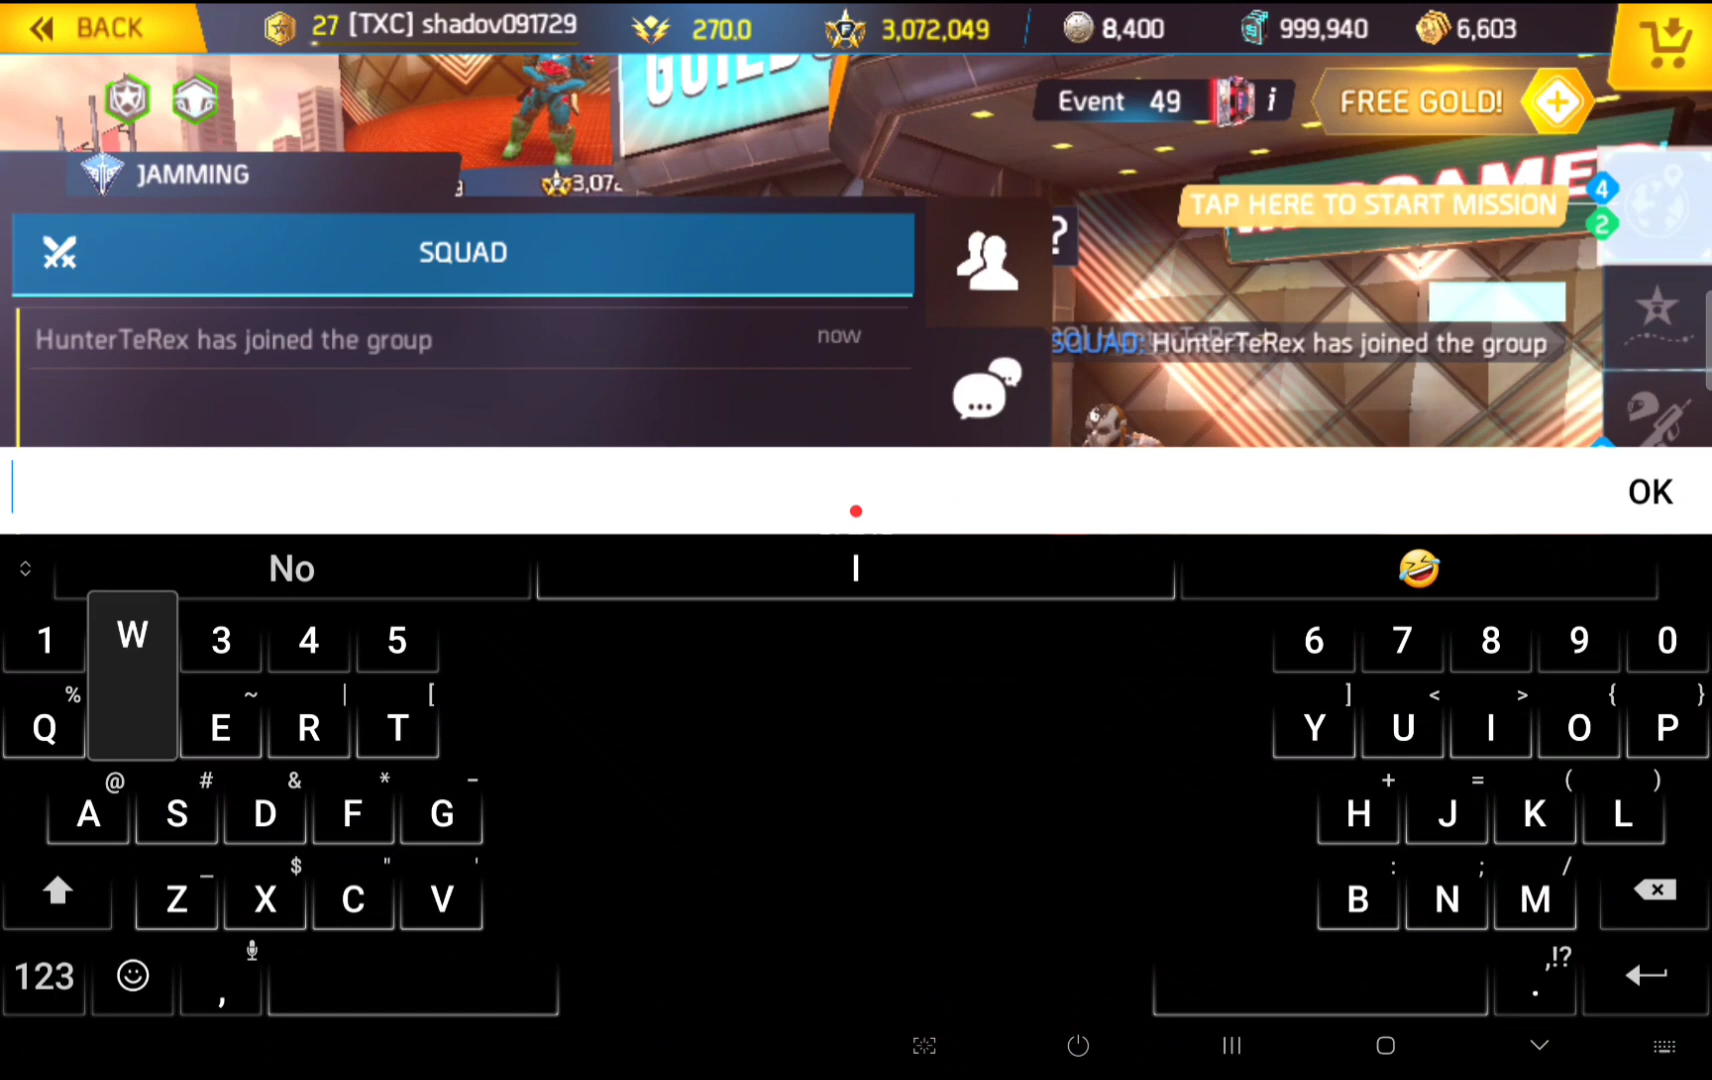 BACK 27 [TXC] shadov091729 270.0 3,072,049 8,400 999,940 6,603
GUILDS
Event 49 i FREE GOLD!
JAMMING
3,072
TAP HERE TO START MISSION
4
2
SQUAD
?
HunterTeRex has joined the group now
SQUAD: HunterTeRex has joined the group
OK
No I
1 W 3 4 5 6 7 8 9 0
% ~ | [ ] < > { }
Q E R T Y U I O P
@ # & * - + = ( )
A S D F G H J K L
_ $ " ' : ; /
Z X C V B N M
,!?
123 , .